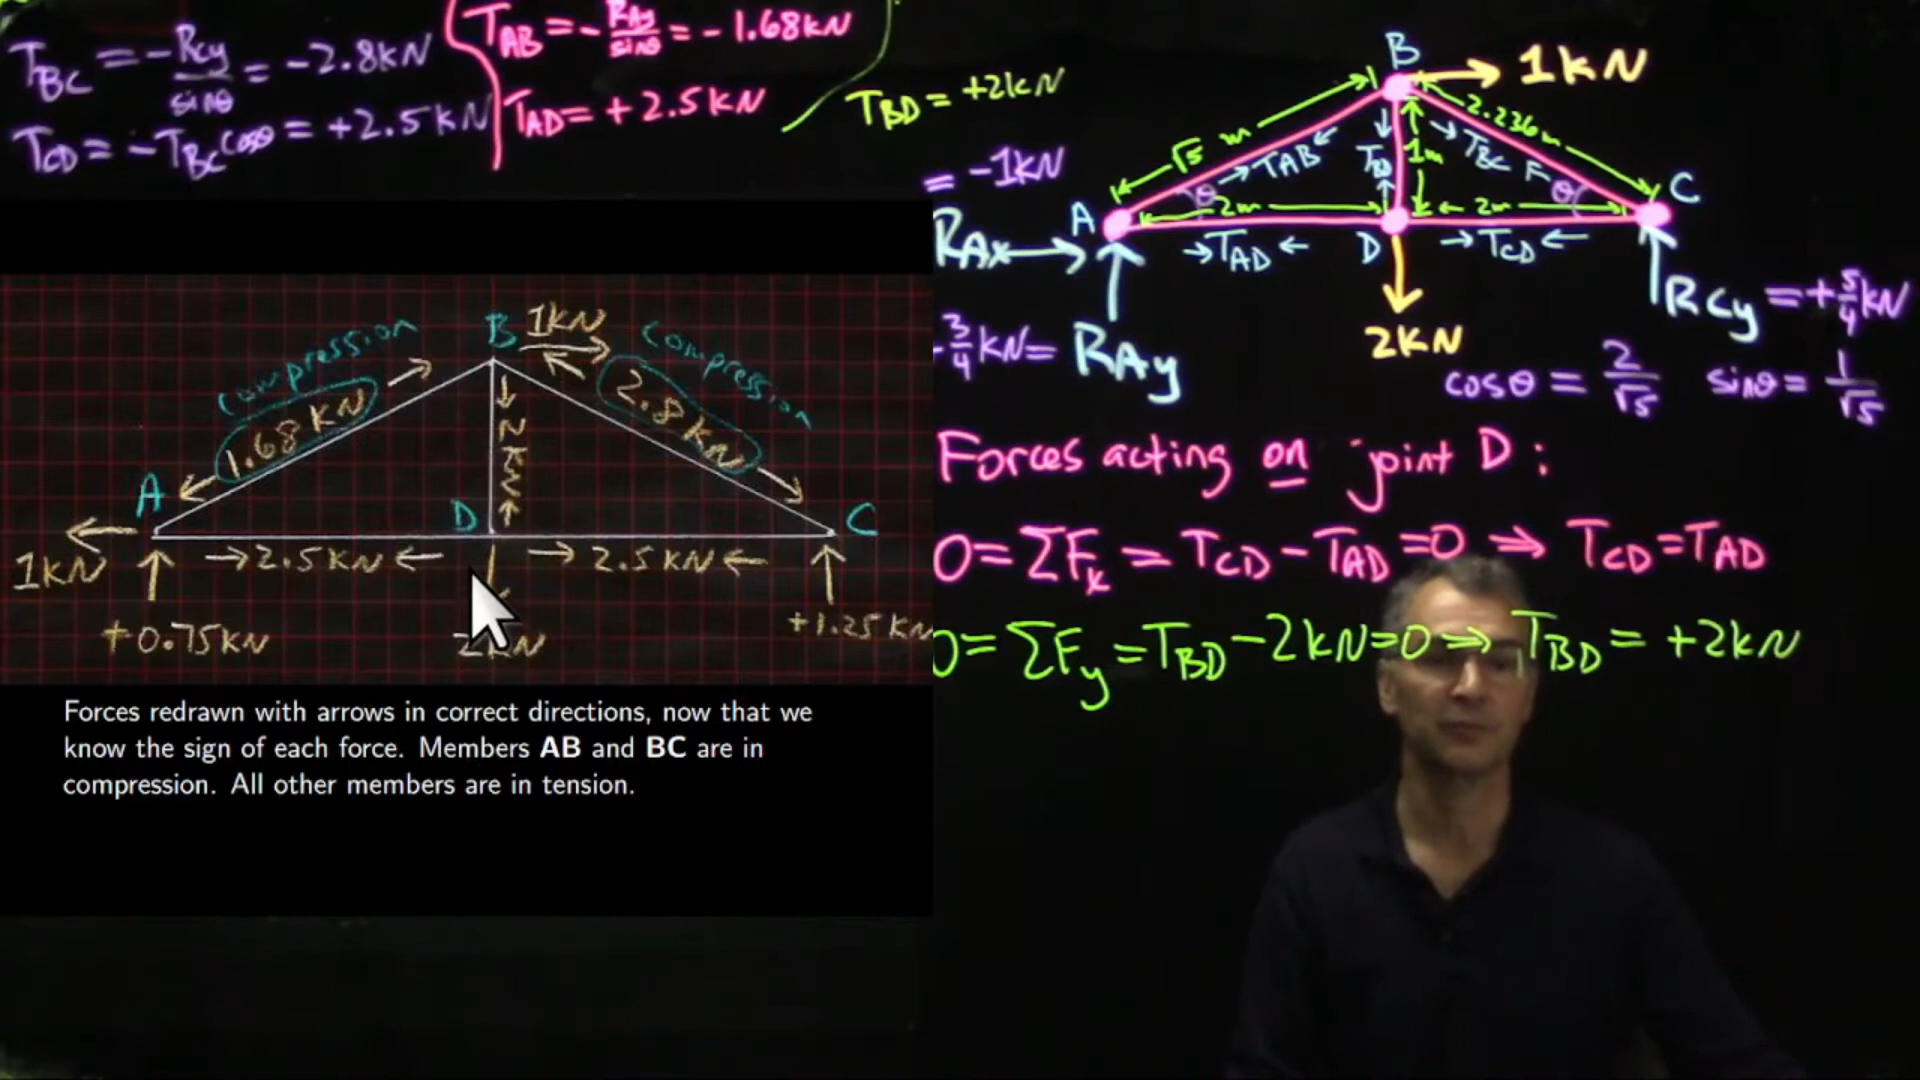 T_BC = -R_Cy/sinθ = -2.8kN
T_CD = -T_BC cosθ = +2.5kN
T_AB = -R_Ay/sinθ = -1.68kN
T_AD = +2.5kN
T_BD = +2kN
B
1kN
√5 m
2.236m
T_AB
T_BD
1m
T_BC
θ
θ
A
2m
2m
C
= -1kN
R_Ax
T_AD
D
T_CD
3/4 kN = R_Ay
2kN
R_Cy = +5/4 kN
cosθ = 2/√5 sinθ = 1/√5
Forces acting on joint D:
0 = ΣF_x = T_CD - T_AD = 0 ⇒ T_CD = T_AD
0 = ΣF_y = T_BD - 2kN = 0 ⇒ T_BD = +2kN
compression
B
1kN
compression
1.68 kN
2 kN
2.8 kN
A
D
C
1kN
2.5kN
2.5kN
+0.75kN
+1.25kN
Forces redrawn with arrows in correct directions, now that we
know the sign of each force. Members AB and BC are in
compression. All other members are in tension.